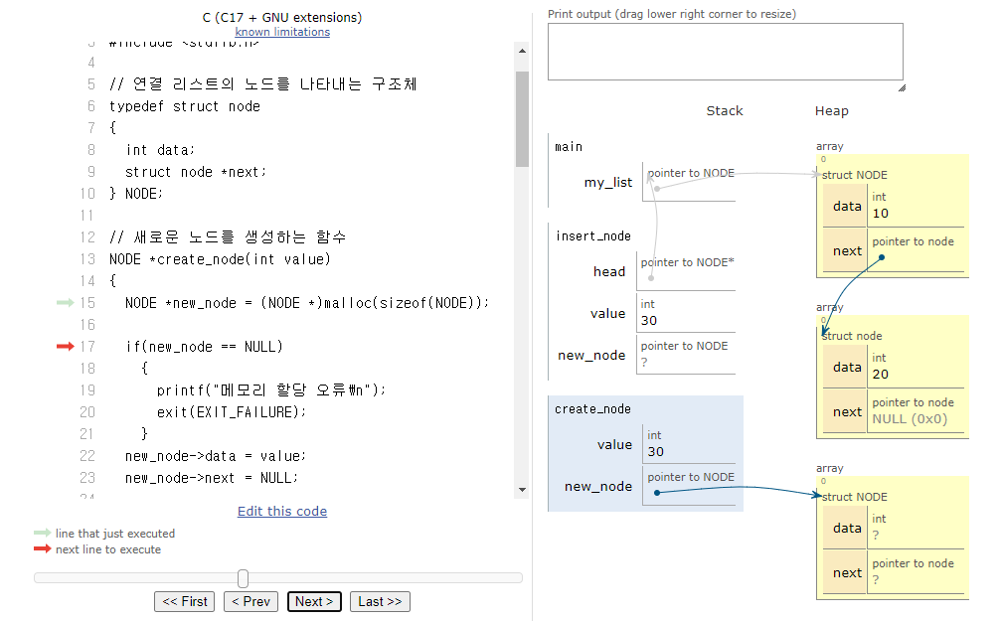 C (C17 + GNU extensions)
known limitations
3 #include <stdlib.h>
4
5 // 연결 리스트의 노드를 나타내는 구조체
6 typedef struct node
7 {
8 int data;
9 struct node *next;
10 } NODE;
11
12 // 새로운 노드를 생성하는 함수
13 NODE *create_node(int value)
14 {
15 NODE *new_node = (NODE *)malloc(sizeof(NODE));
16
17 if(new_node == NULL)
18 {
19 printf("메모리 할당 오류₩n");
20 exit(EXIT_FAILURE);
21 }
22 new_node->data = value;
23 new_node->next = NULL;
24
Edit this code
line that just executed
next line to execute
<< First
< Prev
Next >
Last >>
Print output (drag lower right corner to resize)
Stack
Heap
main
my_list
pointer to NODE
insert_node
head
pointer to NODE*
value
int
30
new_node
pointer to NODE
?
create_node
value
int
30
new_node
pointer to NODE
array
0
struct NODE
data
int
10
next
pointer to node
array
0
struct node
data
int
20
next
pointer to node
NULL (0x0)
array
0
struct NODE
data
int
?
next
pointer to node
?